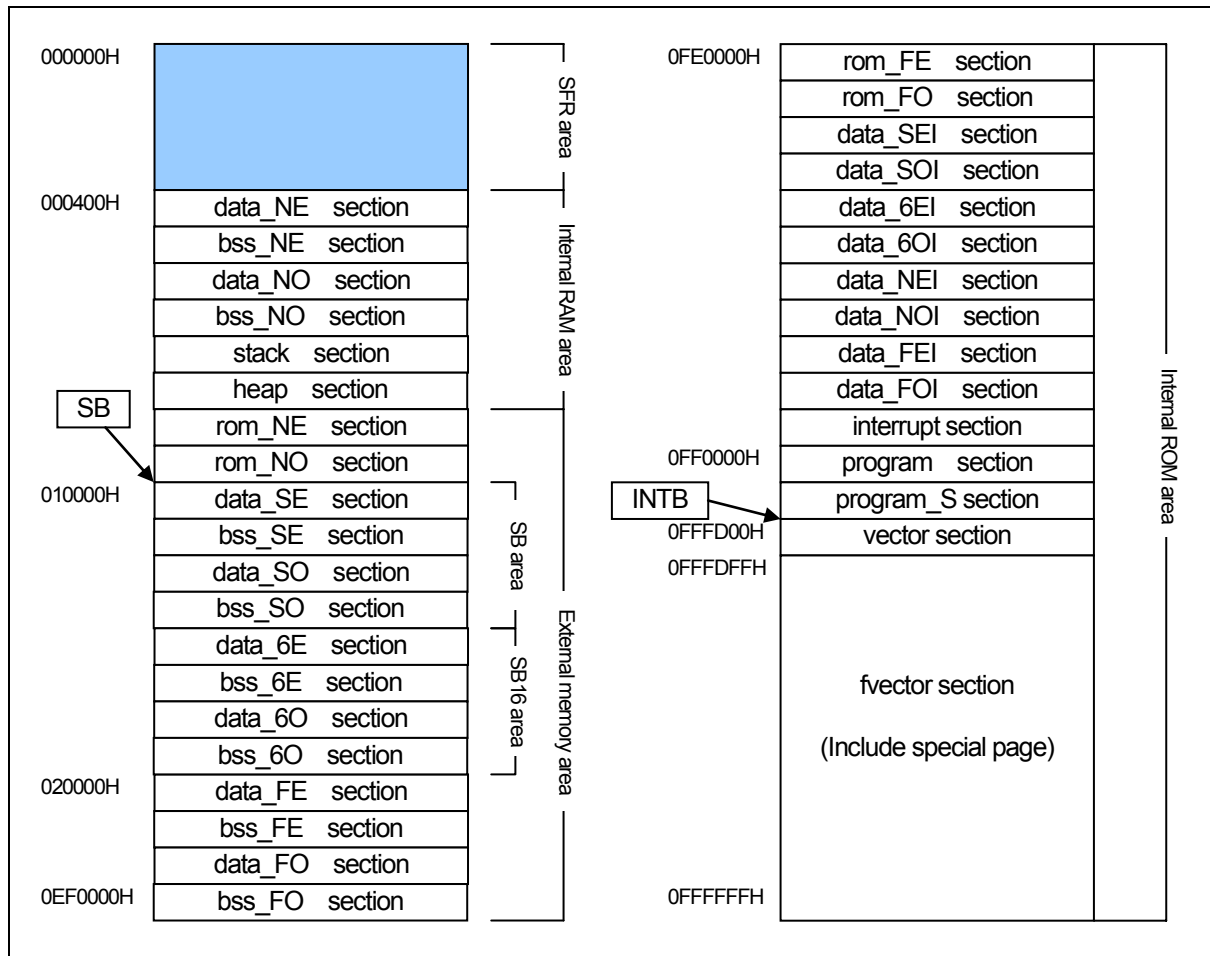 000000H
SFR area
000400H
data_NE section
bss_NE section
data_NO section
bss_NO section
stack section
heap section
Internal RAM area
SB
rom_NE section
rom_NO section
010000H
data_SE section
bss_SE section
data_SO section
bss_SO section
SB area
data_6E section
bss_6E section
data_6O section
bss_6O section
SB16 area
020000H
data_FE section
bss_FE section
data_FO section
0EF0000H
bss_FO section
External memory area
0FE0000H
rom_FE section
rom_FO section
data_SEI section
data_SOI section
data_6EI section
data_6OI section
data_NEI section
data_NOI section
data_FEI section
data_FOI section
interrupt section
0FF0000H
program section
INTB
program_S section
0FFFD00H
vector section
0FFFDFFH
fvector section
(Include special page)
0FFFFFFH
Internal ROM area